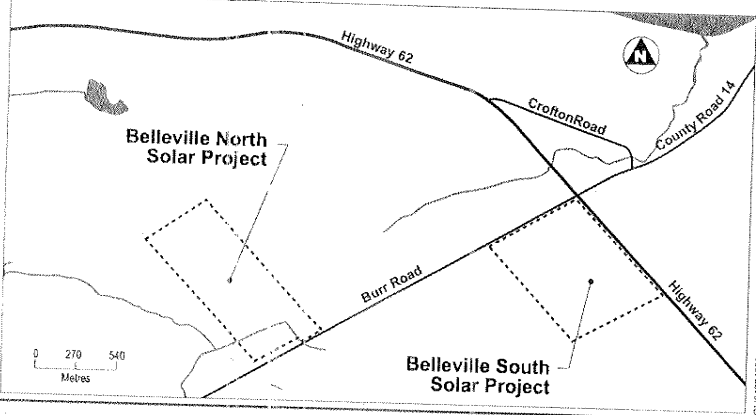 Highway 62
N
CroftonRoad
County Road 14
Belleville North
Solar Project
Burr Road
Highway 62
0 270 540
Metres
Belleville South
Solar Project